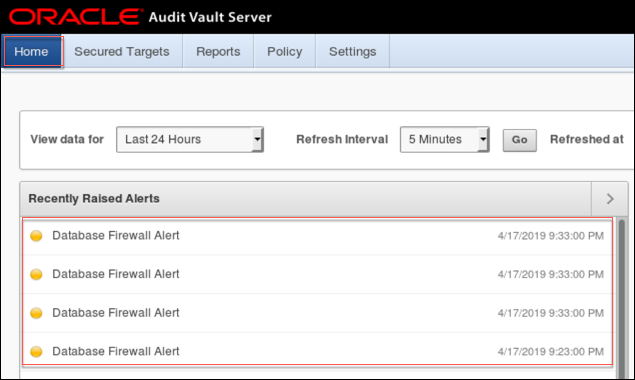 ORACLE Audit Vault Server
Home Secured Targets Reports Policy Settings
View data for Last 24 Hours Refresh Interval 5 Minutes Go Refreshed at
Recently Raised Alerts
Database Firewall Alert 4/17/2019 9:33:00 PM
Database Firewall Alert 4/17/2019 9:33:00 PM
Database Firewall Alert 4/17/2019 9:33:00 PM
Database Firewall Alert 4/17/2019 9:23:00 PM